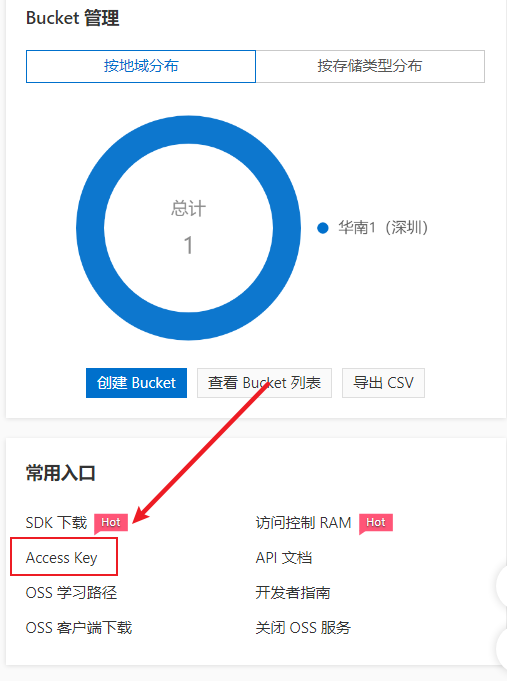 Bucket 管理
按地域分布 按存储类型分布
总计
1
华南1（深圳）
创建 Bucket 查看 Bucket 列表 导出 CSV
常用入口
SDK 下载 Hot 访问控制 RAM Hot
Access Key API 文档
OSS 学习路径 开发者指南
OSS 客户端下载 关闭 OSS 服务